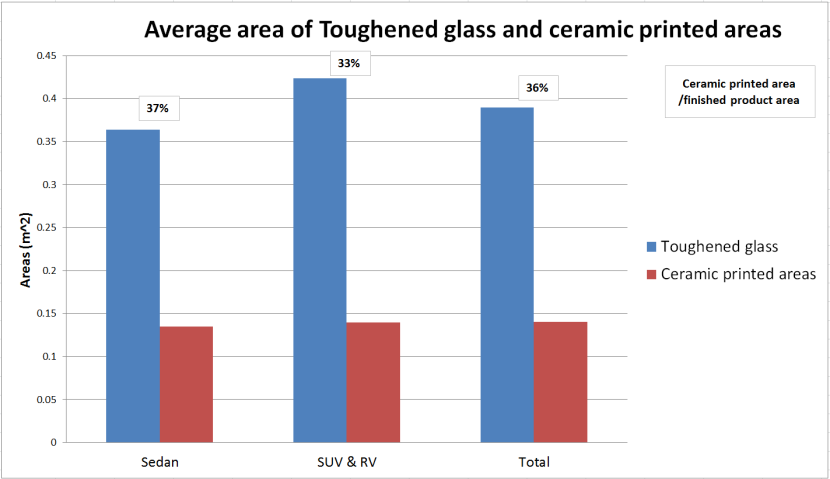 Average area of Toughened glass and ceramic printed areas
0.45
0.4
0.35
0.3
0.25
0.2
0.15
0.1
0.05
0
Areas (m^2)
37%
33%
36%
Ceramic printed area
/finished product area
Toughened glass
Ceramic printed areas
Sedan
SUV & RV
Total